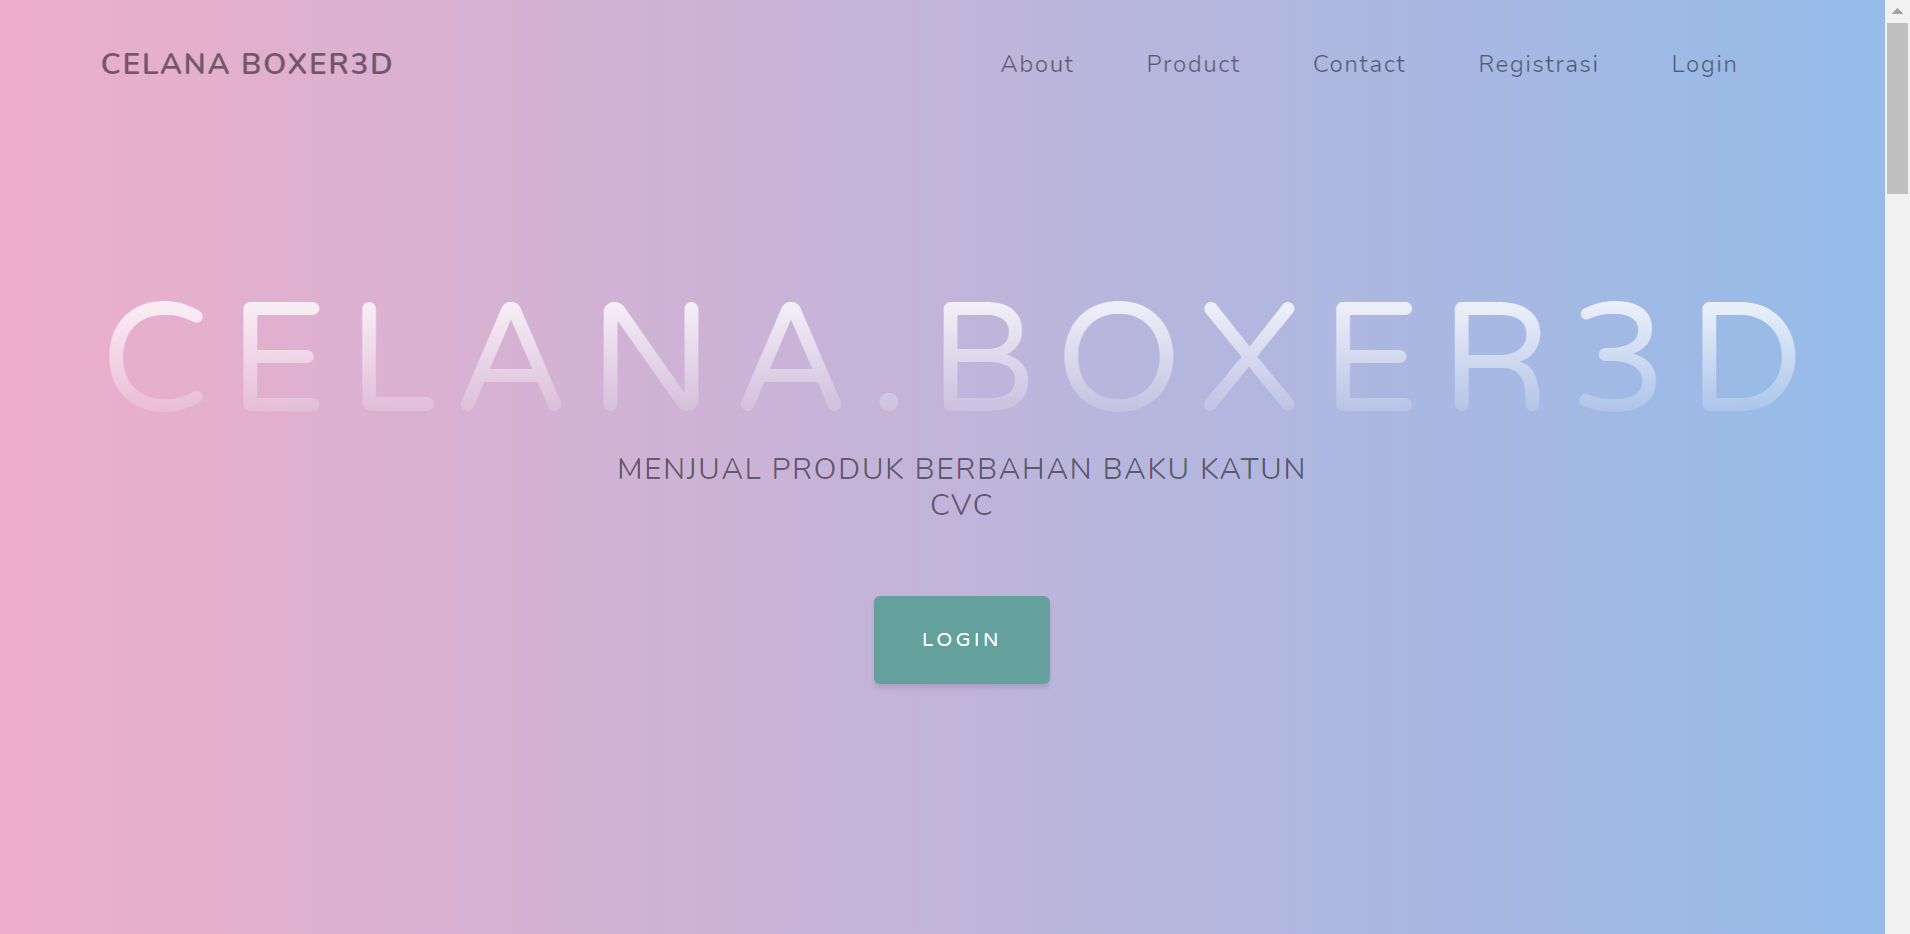 CELANA BOXER3D
About
Product
Contact
Registrasi
Login
CELANA.BOXER3D
MENJUAL PRODUK BERBAHAN BAKU KATUN
CVC
LOGIN